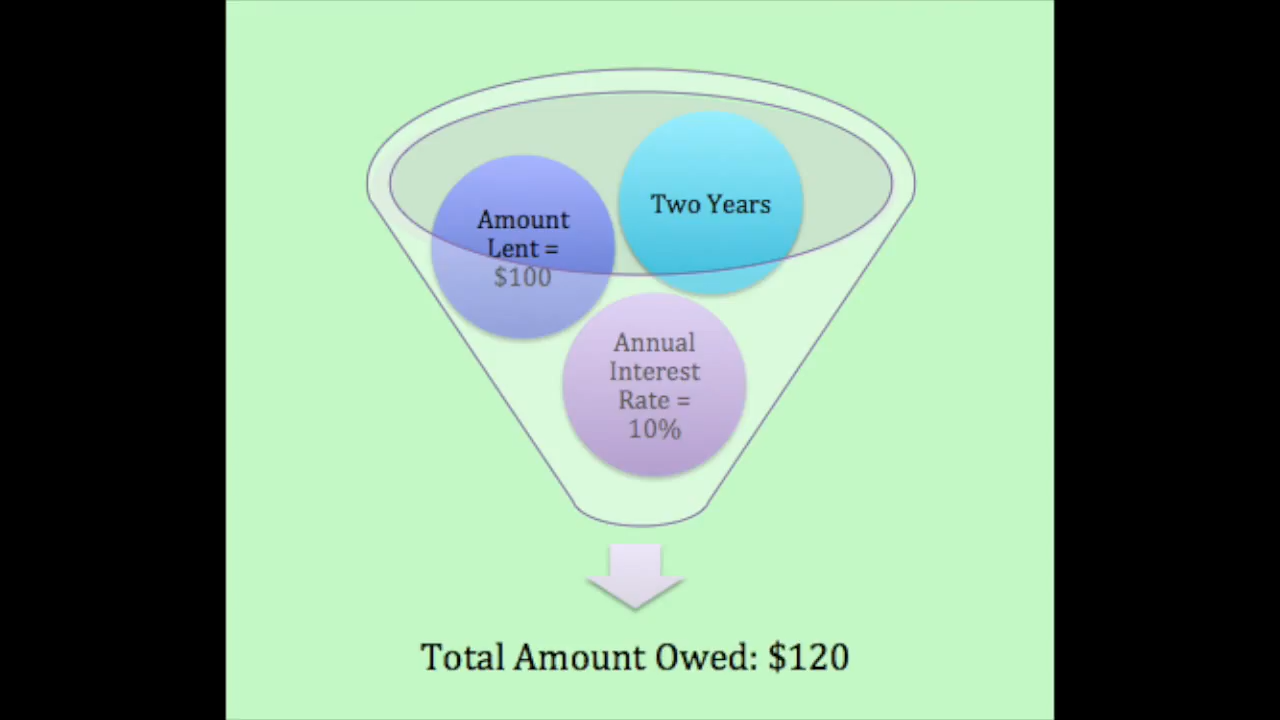 Amount
Lent =
$100
Two Years
Annual
Interest
Rate =
10%
Total Amount Owed: $120